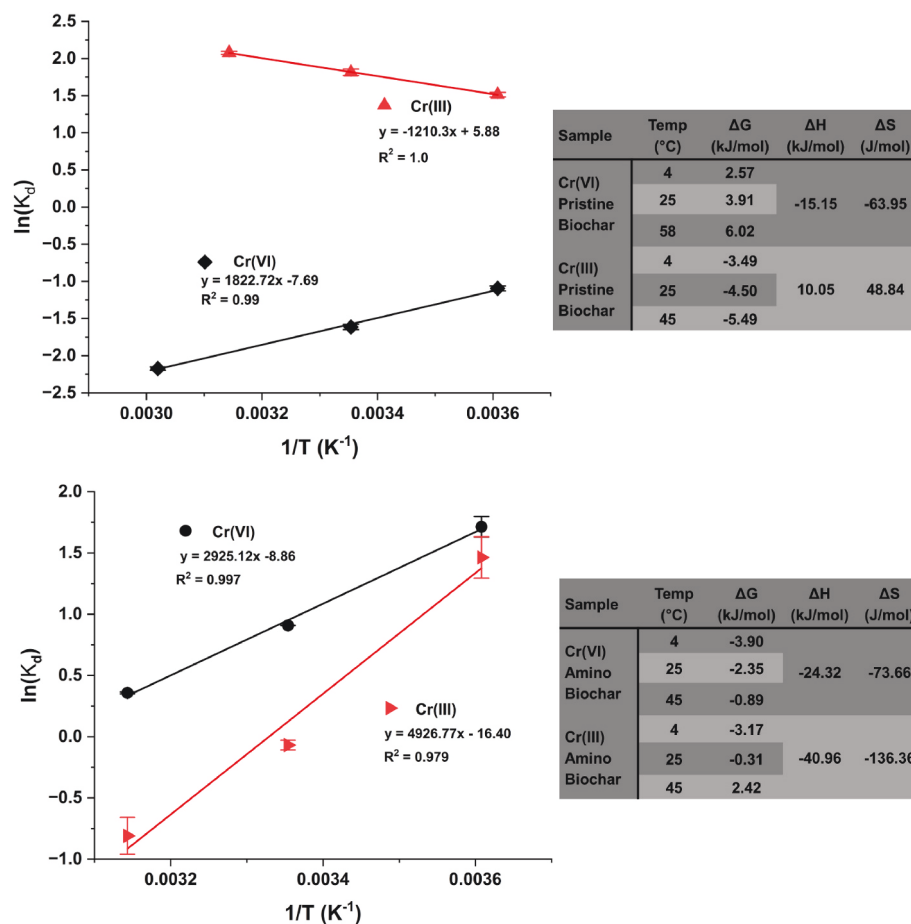 2.5
2.0
1.5
1.0
0.5
0.0
−0.5
−1.0
−1.5
−2.0
−2.5
ln(K_d)
Cr(III)
y = -1210.3x + 5.88
R² = 1.0
Cr(VI)
y = 1822.72x -7.69
R² = 0.99
0.0030 0.0032 0.0034 0.0036
1/T (K⁻¹)
Sample Temp (°C) ΔG (kJ/mol) ΔH (kJ/mol) ΔS (J/mol)
Cr(VI) Pristine Biochar
4 2.57
25 3.91 -15.15 -63.95
58 6.02
Cr(III) Pristine Biochar
4 -3.49
25 -4.50 10.05 48.84
45 -5.49
2.0
1.5
1.0
0.5
0.0
−0.5
−1.0
ln(K_d)
Cr(VI)
y = 2925.12x -8.86
R² = 0.997
Cr(III)
y = 4926.77x - 16.40
R² = 0.979
0.0032 0.0034 0.0036
1/T (K⁻¹)
Sample Temp (°C) ΔG (kJ/mol) ΔH (kJ/mol) ΔS (J/mol)
Cr(VI) Amino Biochar
4 -3.90
25 -2.35 -24.32 -73.66
45 -0.89
Cr(III) Amino Biochar
4 -3.17
25 -0.31 -40.96 -136.36
45 2.42